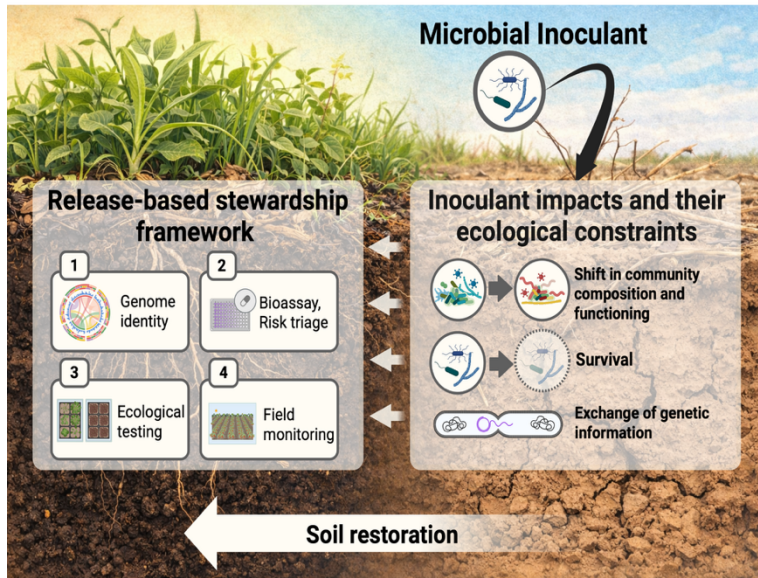 Microbial Inoculant
Release-based stewardship
framework
1
Genome
identity
2
Bioassay,
Risk triage
3
Ecological
testing
4
Field
monitoring
Inoculant impacts and their
ecological constraints
Shift in community
composition and
functioning
Survival
Exchange of genetic
information
Soil restoration